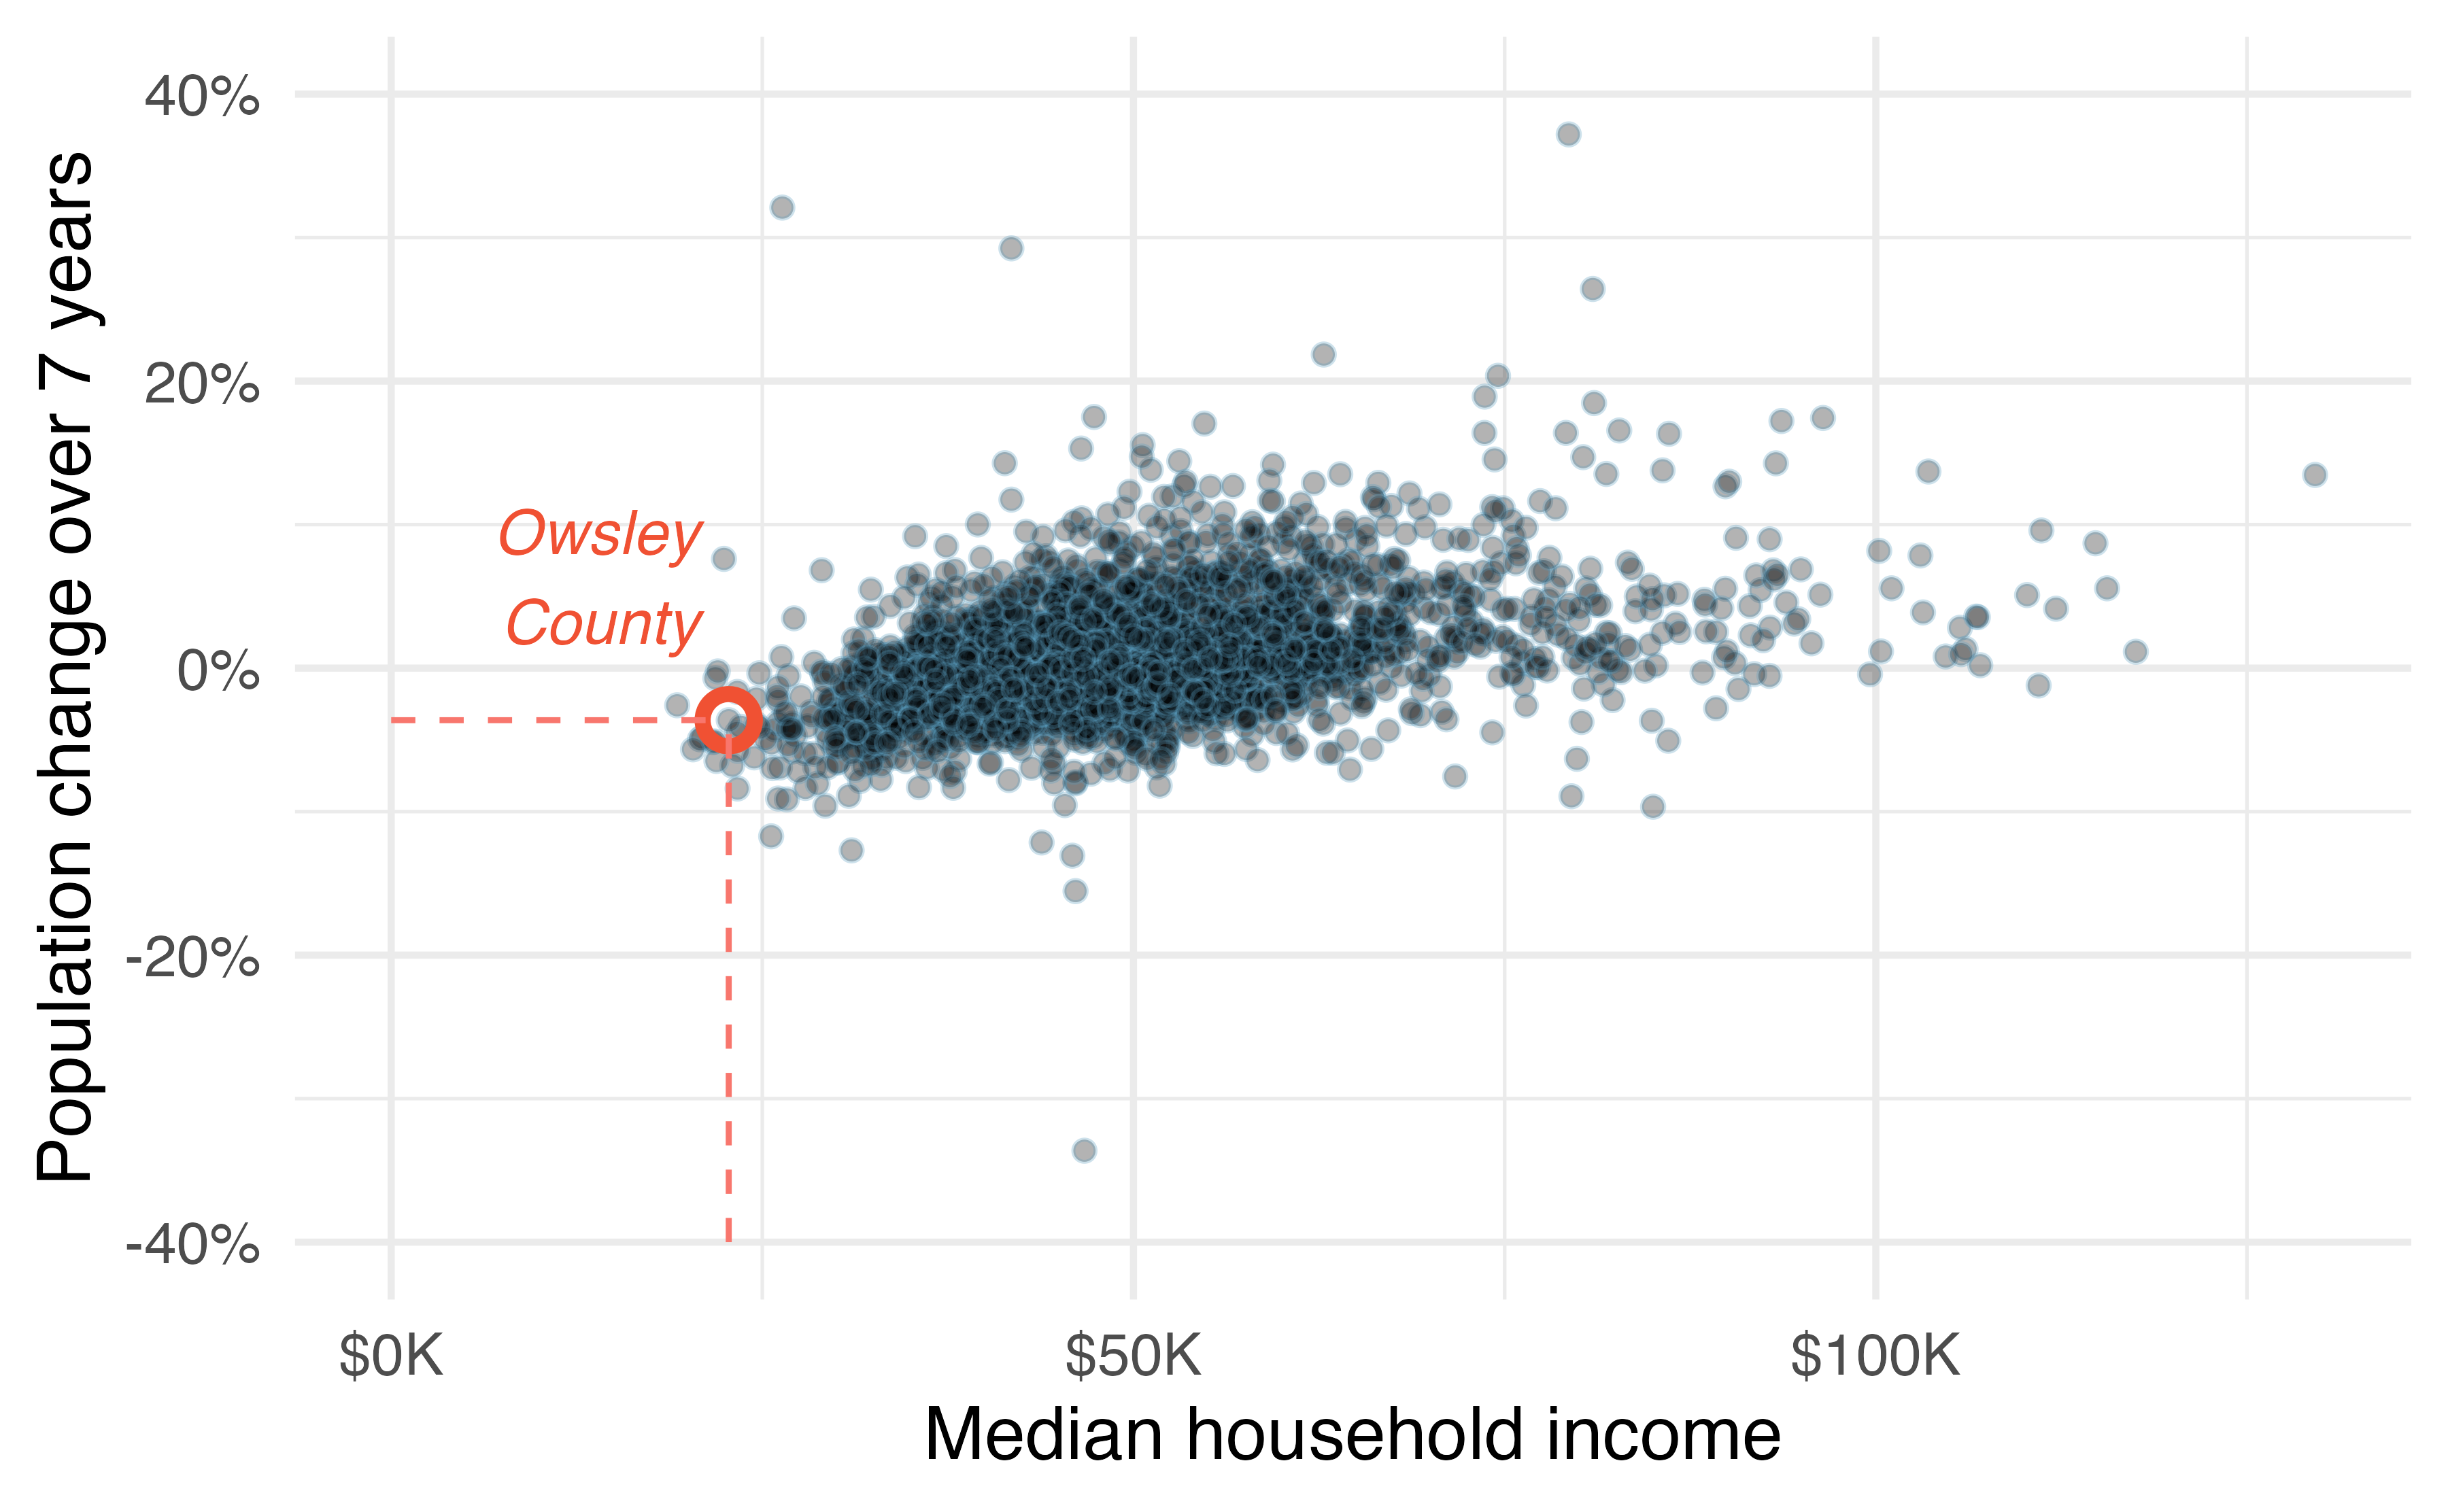 Population change over 7 years
40%
20%
0%
-20%
-40%
Owsley
County
$0K
$50K
$100K
Median household income